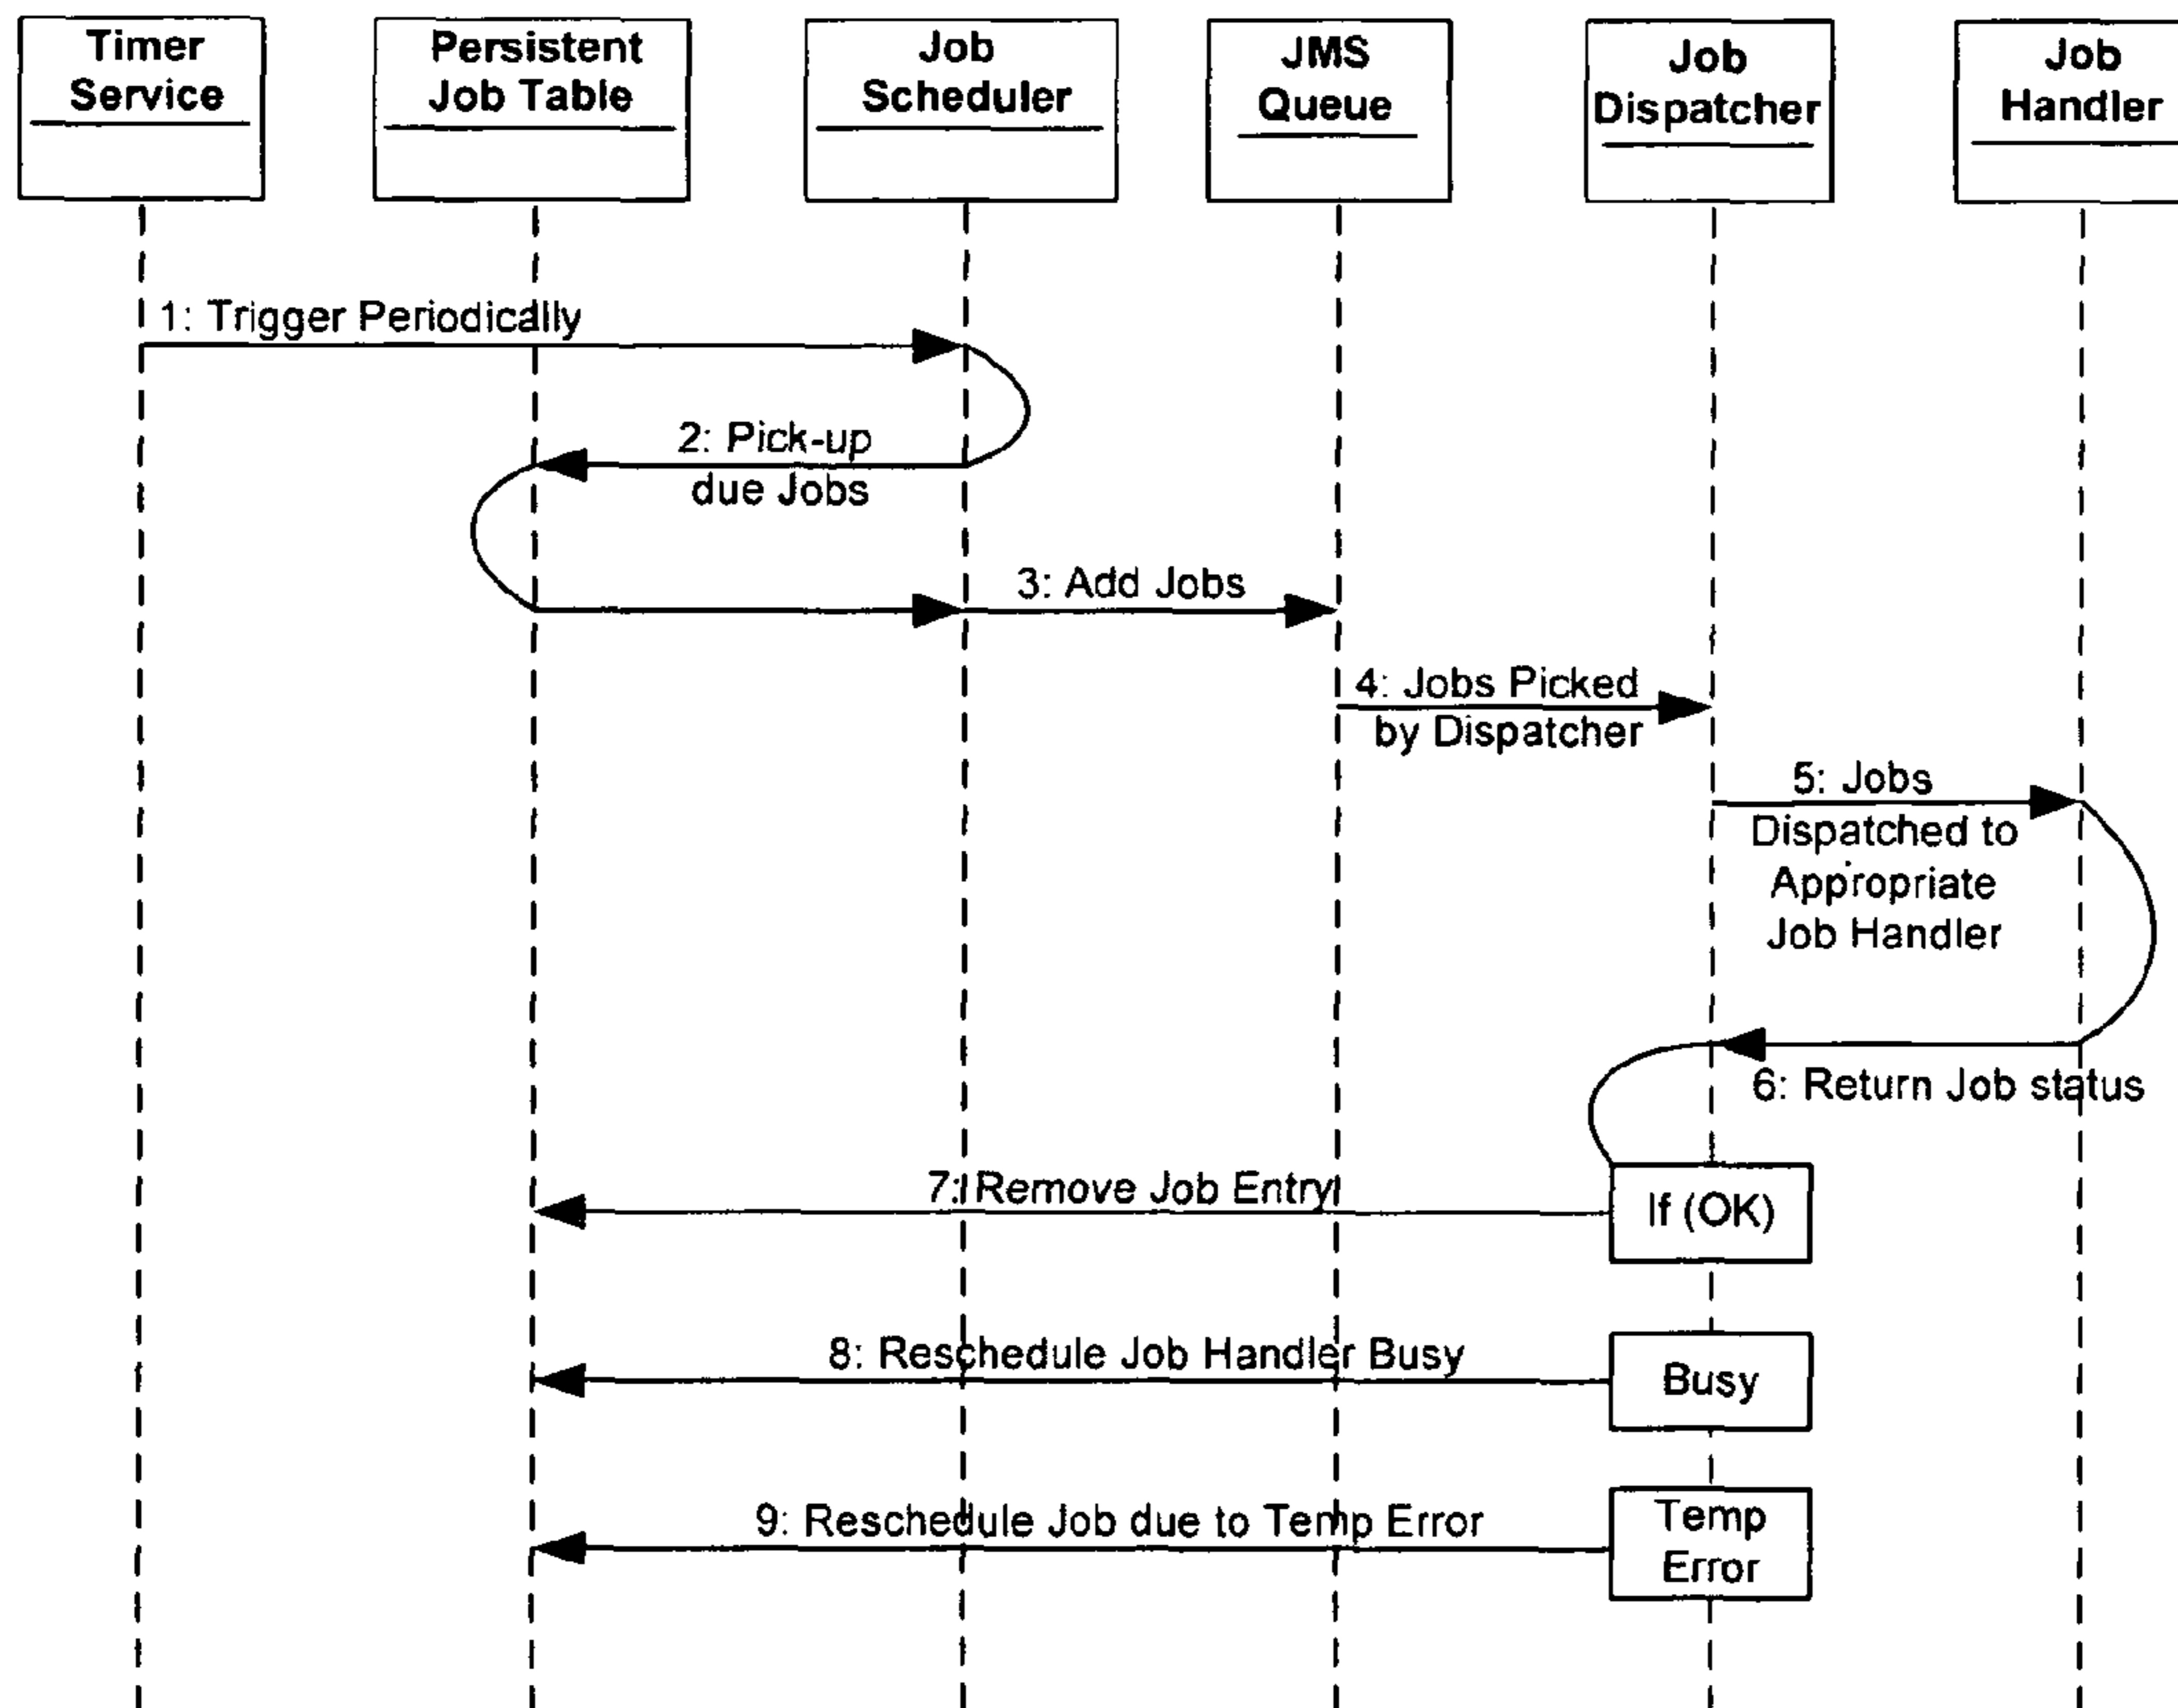 Timer
Service
Persistent
Job Table
Job
Scheduler
JMS
Queue
Job
Dispatcher
Job
Handler
1: Trigger Periodically
2: Pick-up
due Jobs
3: Add Jobs
4: Jobs Picked
by Dispatcher
5: Jobs
Dispatched to
Appropriate
Job Handler
6: Return Job status
7: Remove Job Entry
If (OK)
8: Reschedule Job Handler Busy
Busy
9: Reschedule Job due to Temp Error
Temp
Error